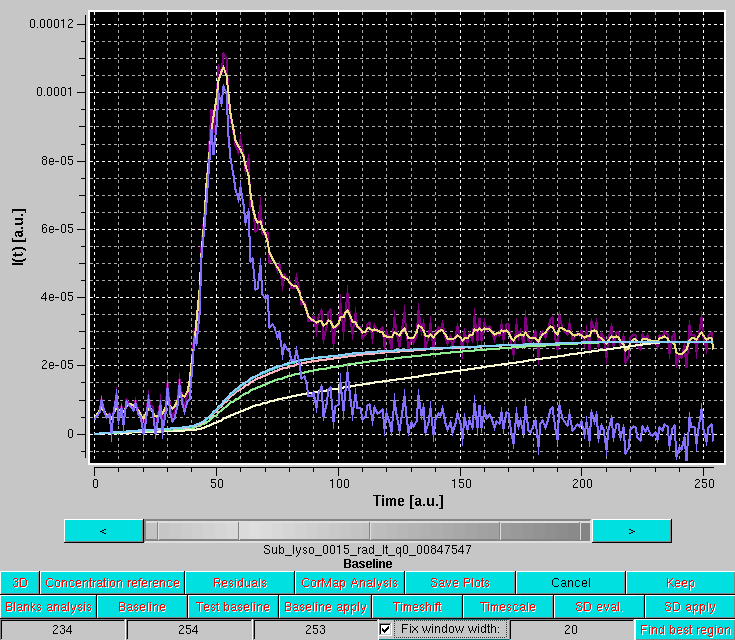 0.00012
0.0001
8e-05
6e-05
4e-05
2e-05
0
I(t) [a.u.]
0 50 100 150 200 250
Time [a.u.]
< >
Sub_lyso_0015_rad_lt_q0_00847547
Baseline
3D Concentration reference Residuals CorMap Analysis Save Plots Cancel Keep
Blanks analysis Baseline Test baseline Baseline apply Timeshift Timescale SD eval SD apply
234 254 253 Fix window width: 20 Find best region